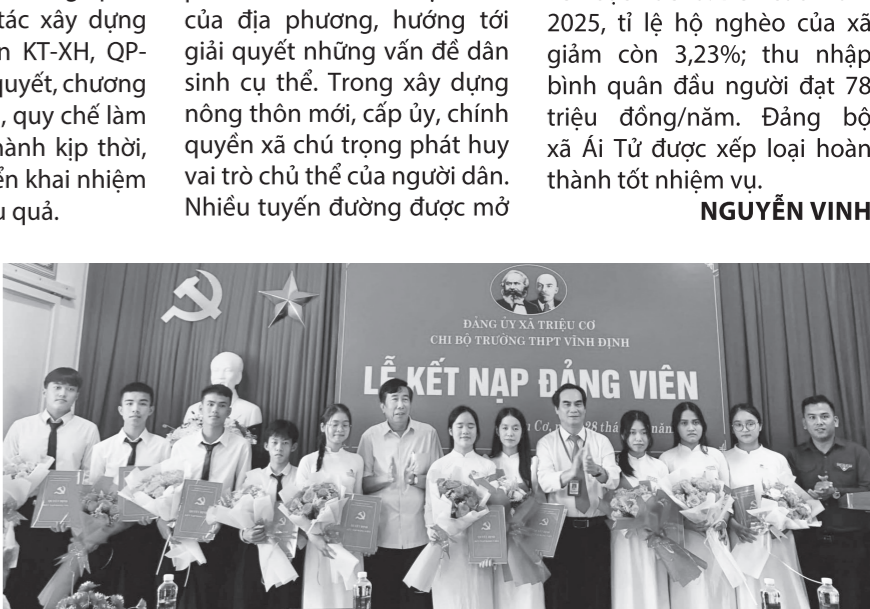 tác xây dựng
KT-XH, QP-
quyết, chương
, quy chế làm
hành kịp thời,
khai nhiệm
quả.
của địa phương, hướng tới
giải quyết những vấn đề dân
sinh cụ thể. Trong xây dựng
nông thôn mới, cấp ủy, chính
quyền xã chú trọng phát huy
vai trò chủ thể của người dân.
Nhiều tuyến đường được mở
2025, tỉ lệ hộ nghèo của xã
giảm còn 3,23%; thu nhập
bình quân đầu người đạt 78
triệu đồng/năm. Đảng bộ
xã Ái Tử được xếp loại hoàn
thành tốt nhiệm vụ.
NGUYỄN VINH
ĐẢNG ỦY XÃ TRIỆU CƠ
CHI BỘ TRƯỜNG THPT VĨNH ĐỊNH
LỄ KẾT NẠP ĐẢNG VIÊN
Cơ, 28 năm